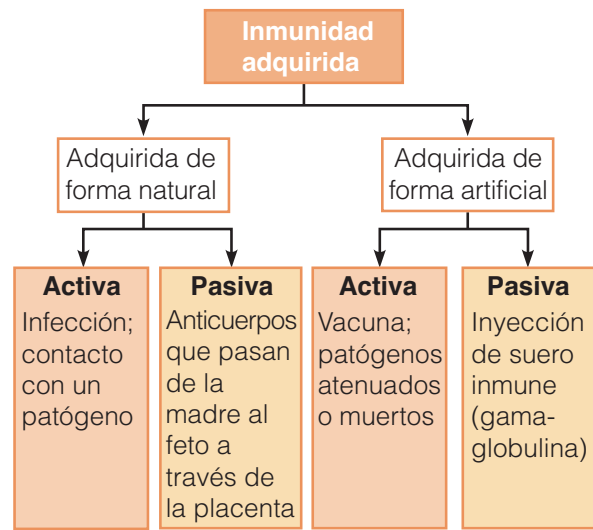 Inmunidad
adquirida
Adquirida de
forma natural
Adquirida de
forma artificial
Activa
Infección;
contacto
con un
patógeno
Pasiva
Anticuerpos
que pasan
de la
madre al
feto a
través de
la placenta
Activa
Vacuna;
patógenos
atenuados
o muertos
Pasiva
Inyección
de suero
inmune
(gama-
globulina)